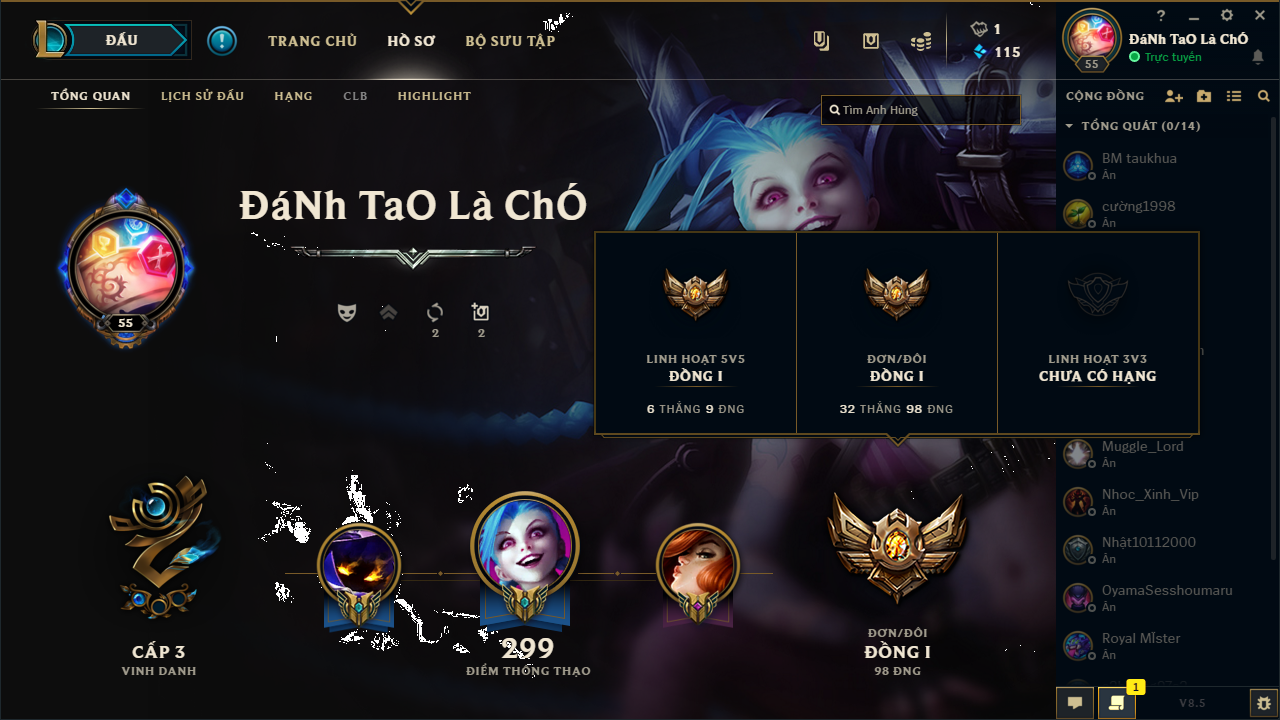 ĐẤU
!
TRANG CHỦ
HỒ SƠ
BỘ SƯU TẬP
1
115
?
ĐáNh TaO Là ChÓ
Trực tuyến
55
TỔNG QUAN
LỊCH SỬ ĐẤU
HẠNG
CLB
HIGHLIGHT
Tìm Anh Hùng
CỘNG ĐỒNG
TỔNG QUÁT (0/14)
BM taukhua
Ẩn
cường1998
Ẩn
ĐáNh TaO Là ChÓ
55
2
2
LINH HOẠT 5V5
ĐỒNG I
6 THẮNG 9 ĐNG
ĐƠN/ĐÔI
ĐỒNG I
32 THẮNG 98 ĐNG
LINH HOẠT 3V3
CHƯA CÓ HẠNG
Muggle_Lord
Ẩn
Nhoc_Xinh_Vip
Ẩn
Nhật10112000
Ẩn
OyamaSesshoumaru
Ẩn
Royal MIster
Ẩn
CẤP 3
VINH DANH
299
ĐIỂM THÔNG THẠO
ĐƠN/ĐÔI
ĐỒNG I
98 ĐNG
1
V8.5